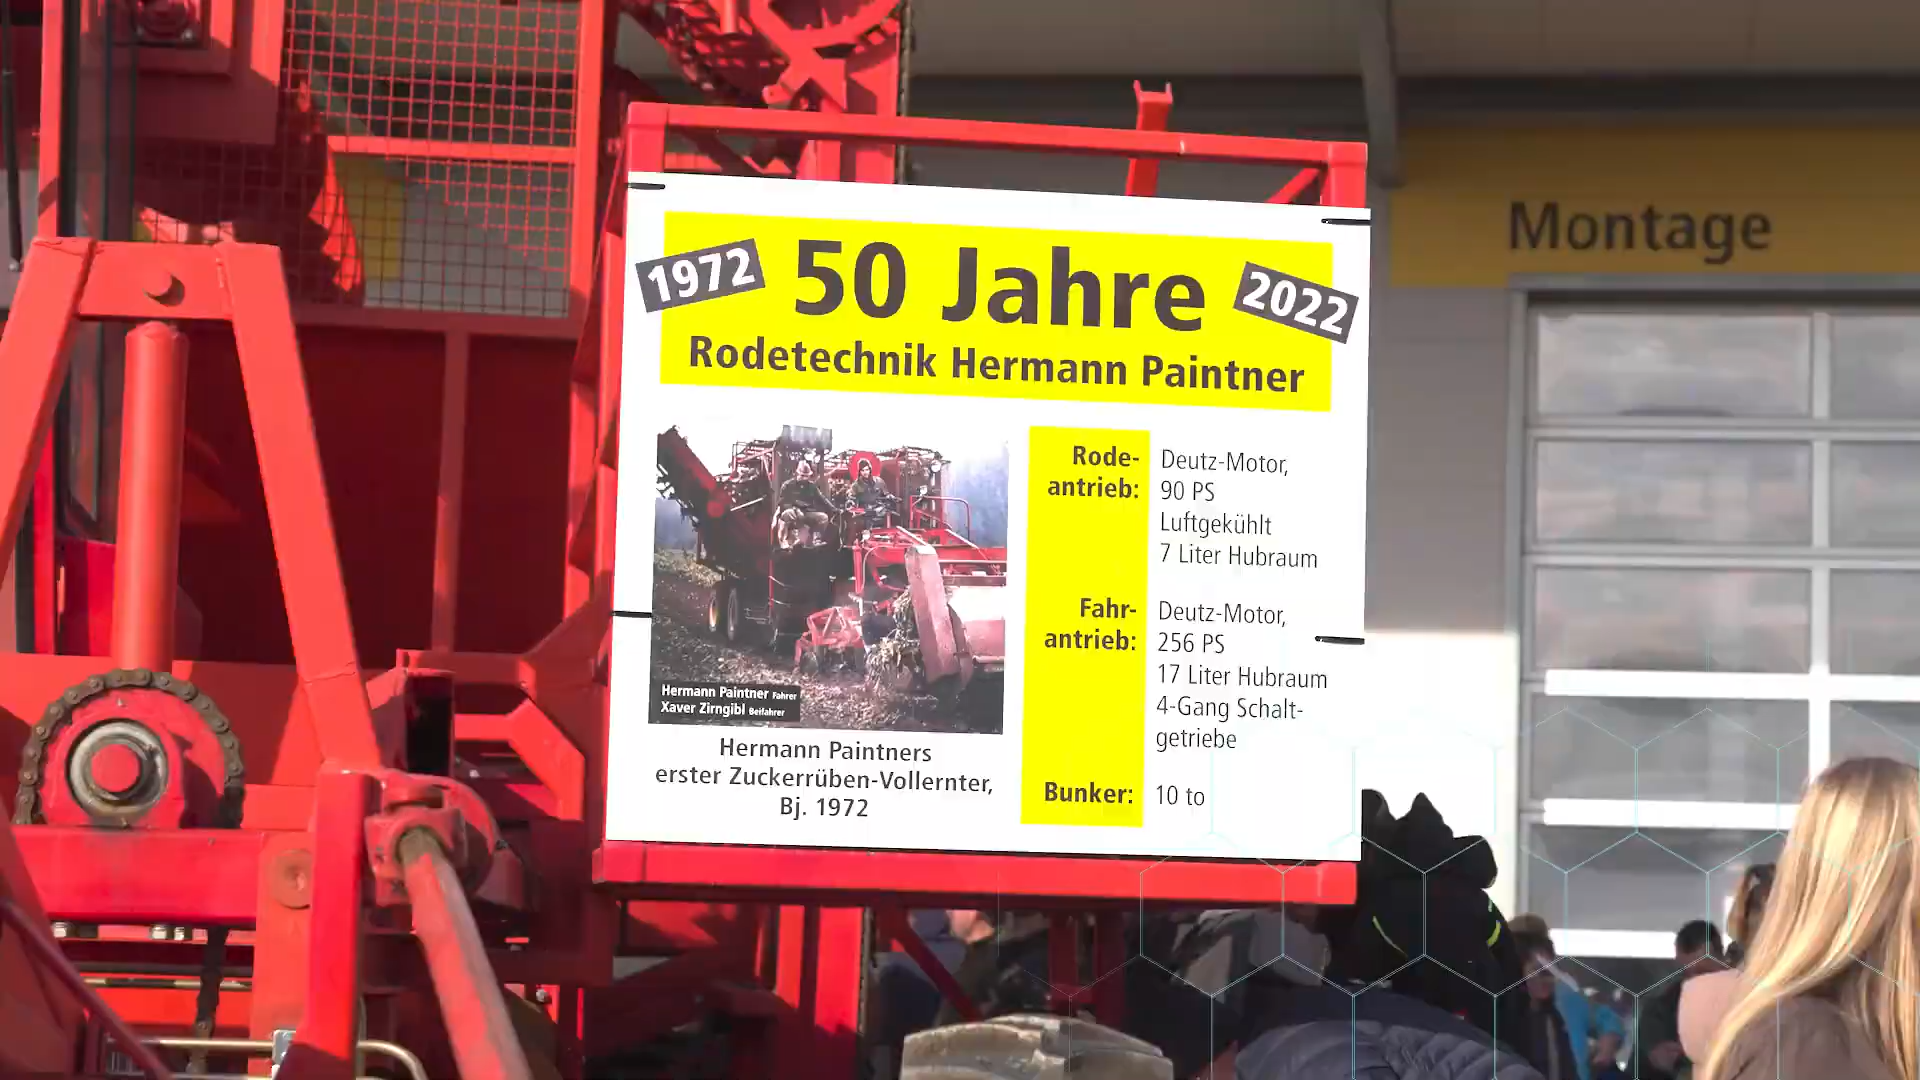 Montage
1972
50 Jahre
2022
Rodetechnik Hermann Paintner
Hermann Paintner Fahrer
Xaver Zirngibl Beifahrer
Hermann Paintners
erster Zuckerrüben-Vollernter,
Bj. 1972
Rode-
antrieb:
Deutz-Motor,
90 PS
Luftgekühlt
7 Liter Hubraum
Fahr-
antrieb:
Deutz-Motor,
256 PS
17 Liter Hubraum
4-Gang Schalt-
getriebe
Bunker:
10 to